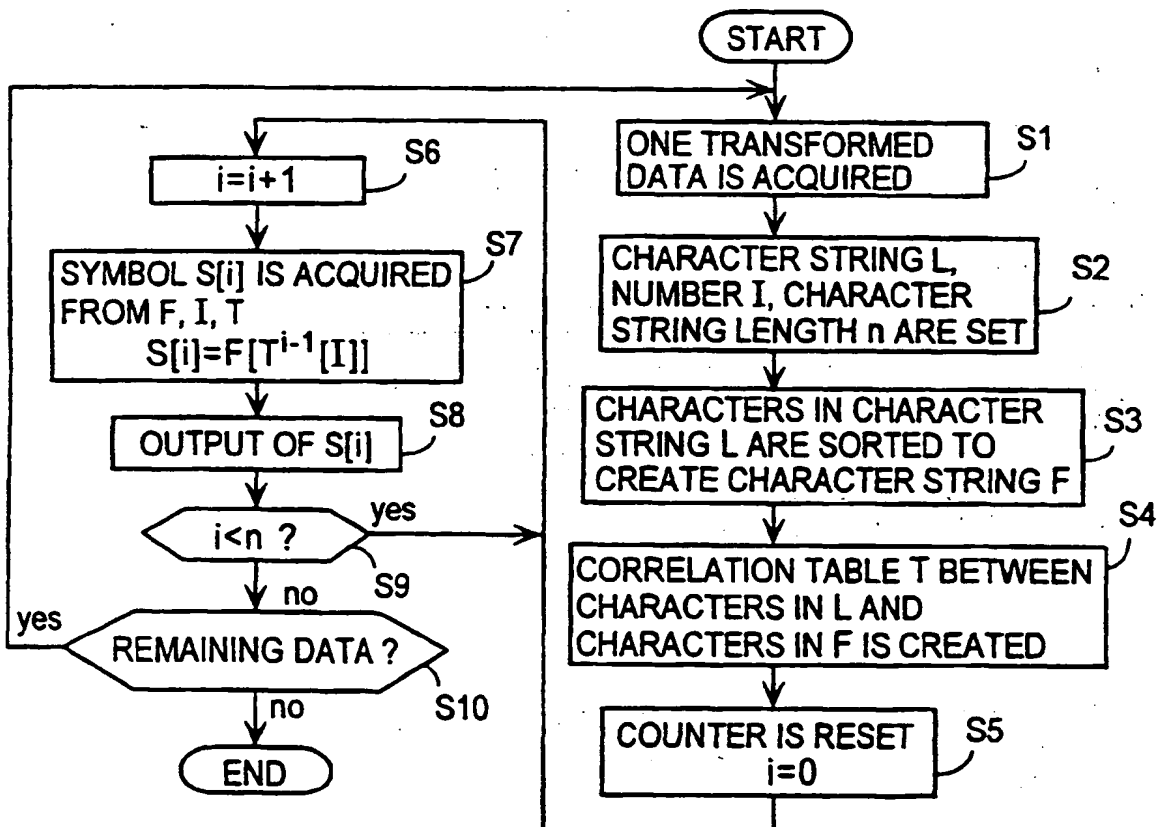 START
ONE TRANSFORMED
DATA IS ACQUIRED
S1
CHARACTER STRING L,
NUMBER I, CHARACTER
STRING LENGTH n ARE SET
S2
CHARACTERS IN CHARACTER
STRING L ARE SORTED TO
CREATE CHARACTER STRING F
S3
CORRELATION TABLE T BETWEEN
CHARACTERS IN L AND
CHARACTERS IN F IS CREATED
S4
COUNTER IS RESET
i=0
S5
i=i+1
S6
SYMBOL S[i] IS ACQUIRED
FROM F, I, T
S[i]=F[Tⁱ⁻¹[I]]
S7
OUTPUT OF S[i]
S8
i<n ?
yes
S9
no
REMAINING DATA ?
yes
S10
no
END